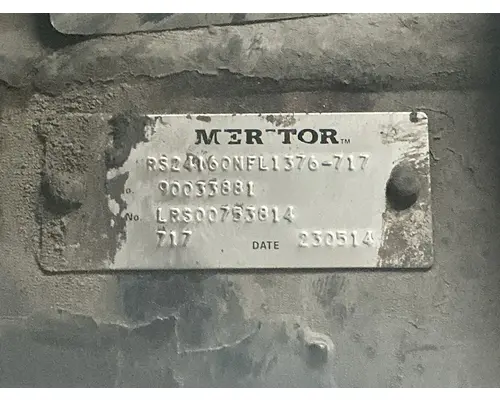 MERITOR™
RS24160NFL1376-717
o. 90033881
No. LRS00753814
717 DATE 230514